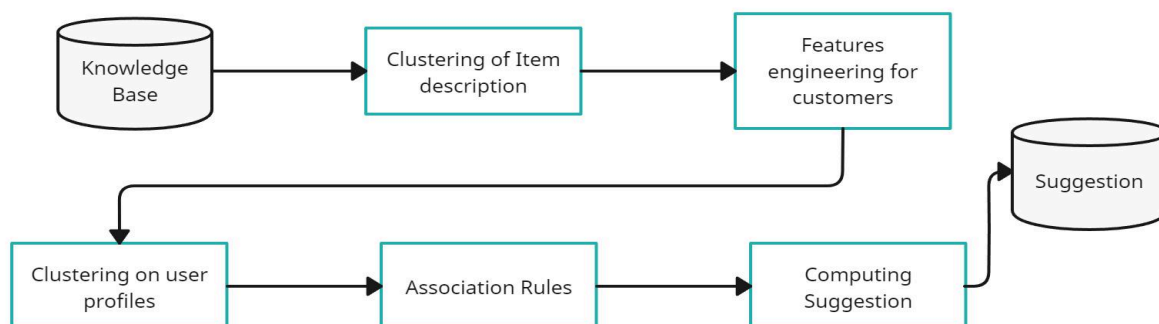 Knowledge
Base
Clustering of Item
description
Features
engineering for
customers
Suggestion
Clustering on user
profiles
Association Rules
Computing
Suggestion